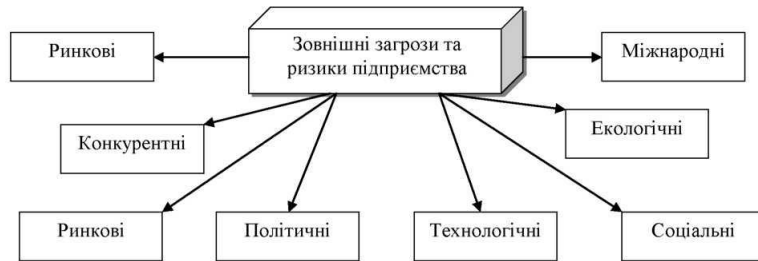 Ринкові
Зовнішні загрози та
ризики підприємства
Міжнародні
Конкурентні
Екологічні
Ринкові
Політичні
Технологічні
Соціальні